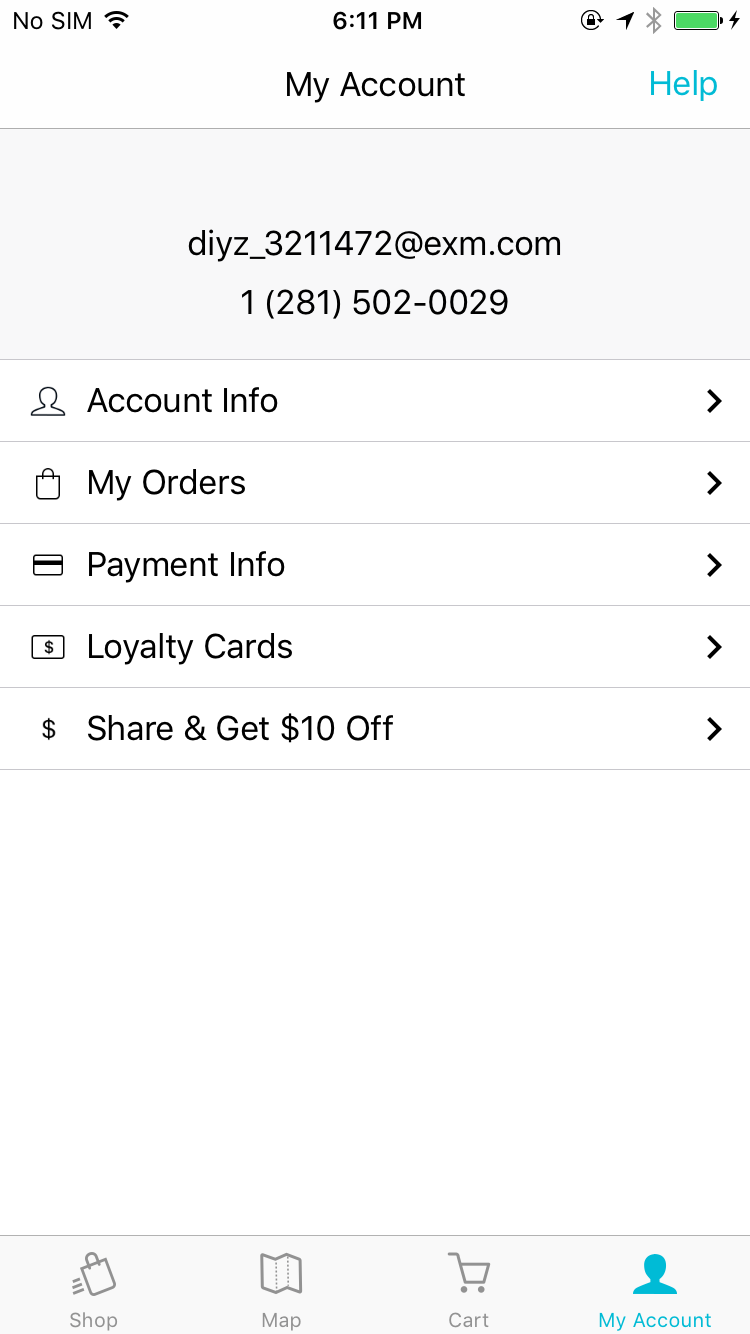 No SIM 6:11 PM
My Account Help
diyz_3211472@exm.com
1 (281) 502-0029
Account Info
My Orders
Payment Info
$ Loyalty Cards
$ Share & Get $10 Off
Shop Map Cart My Account